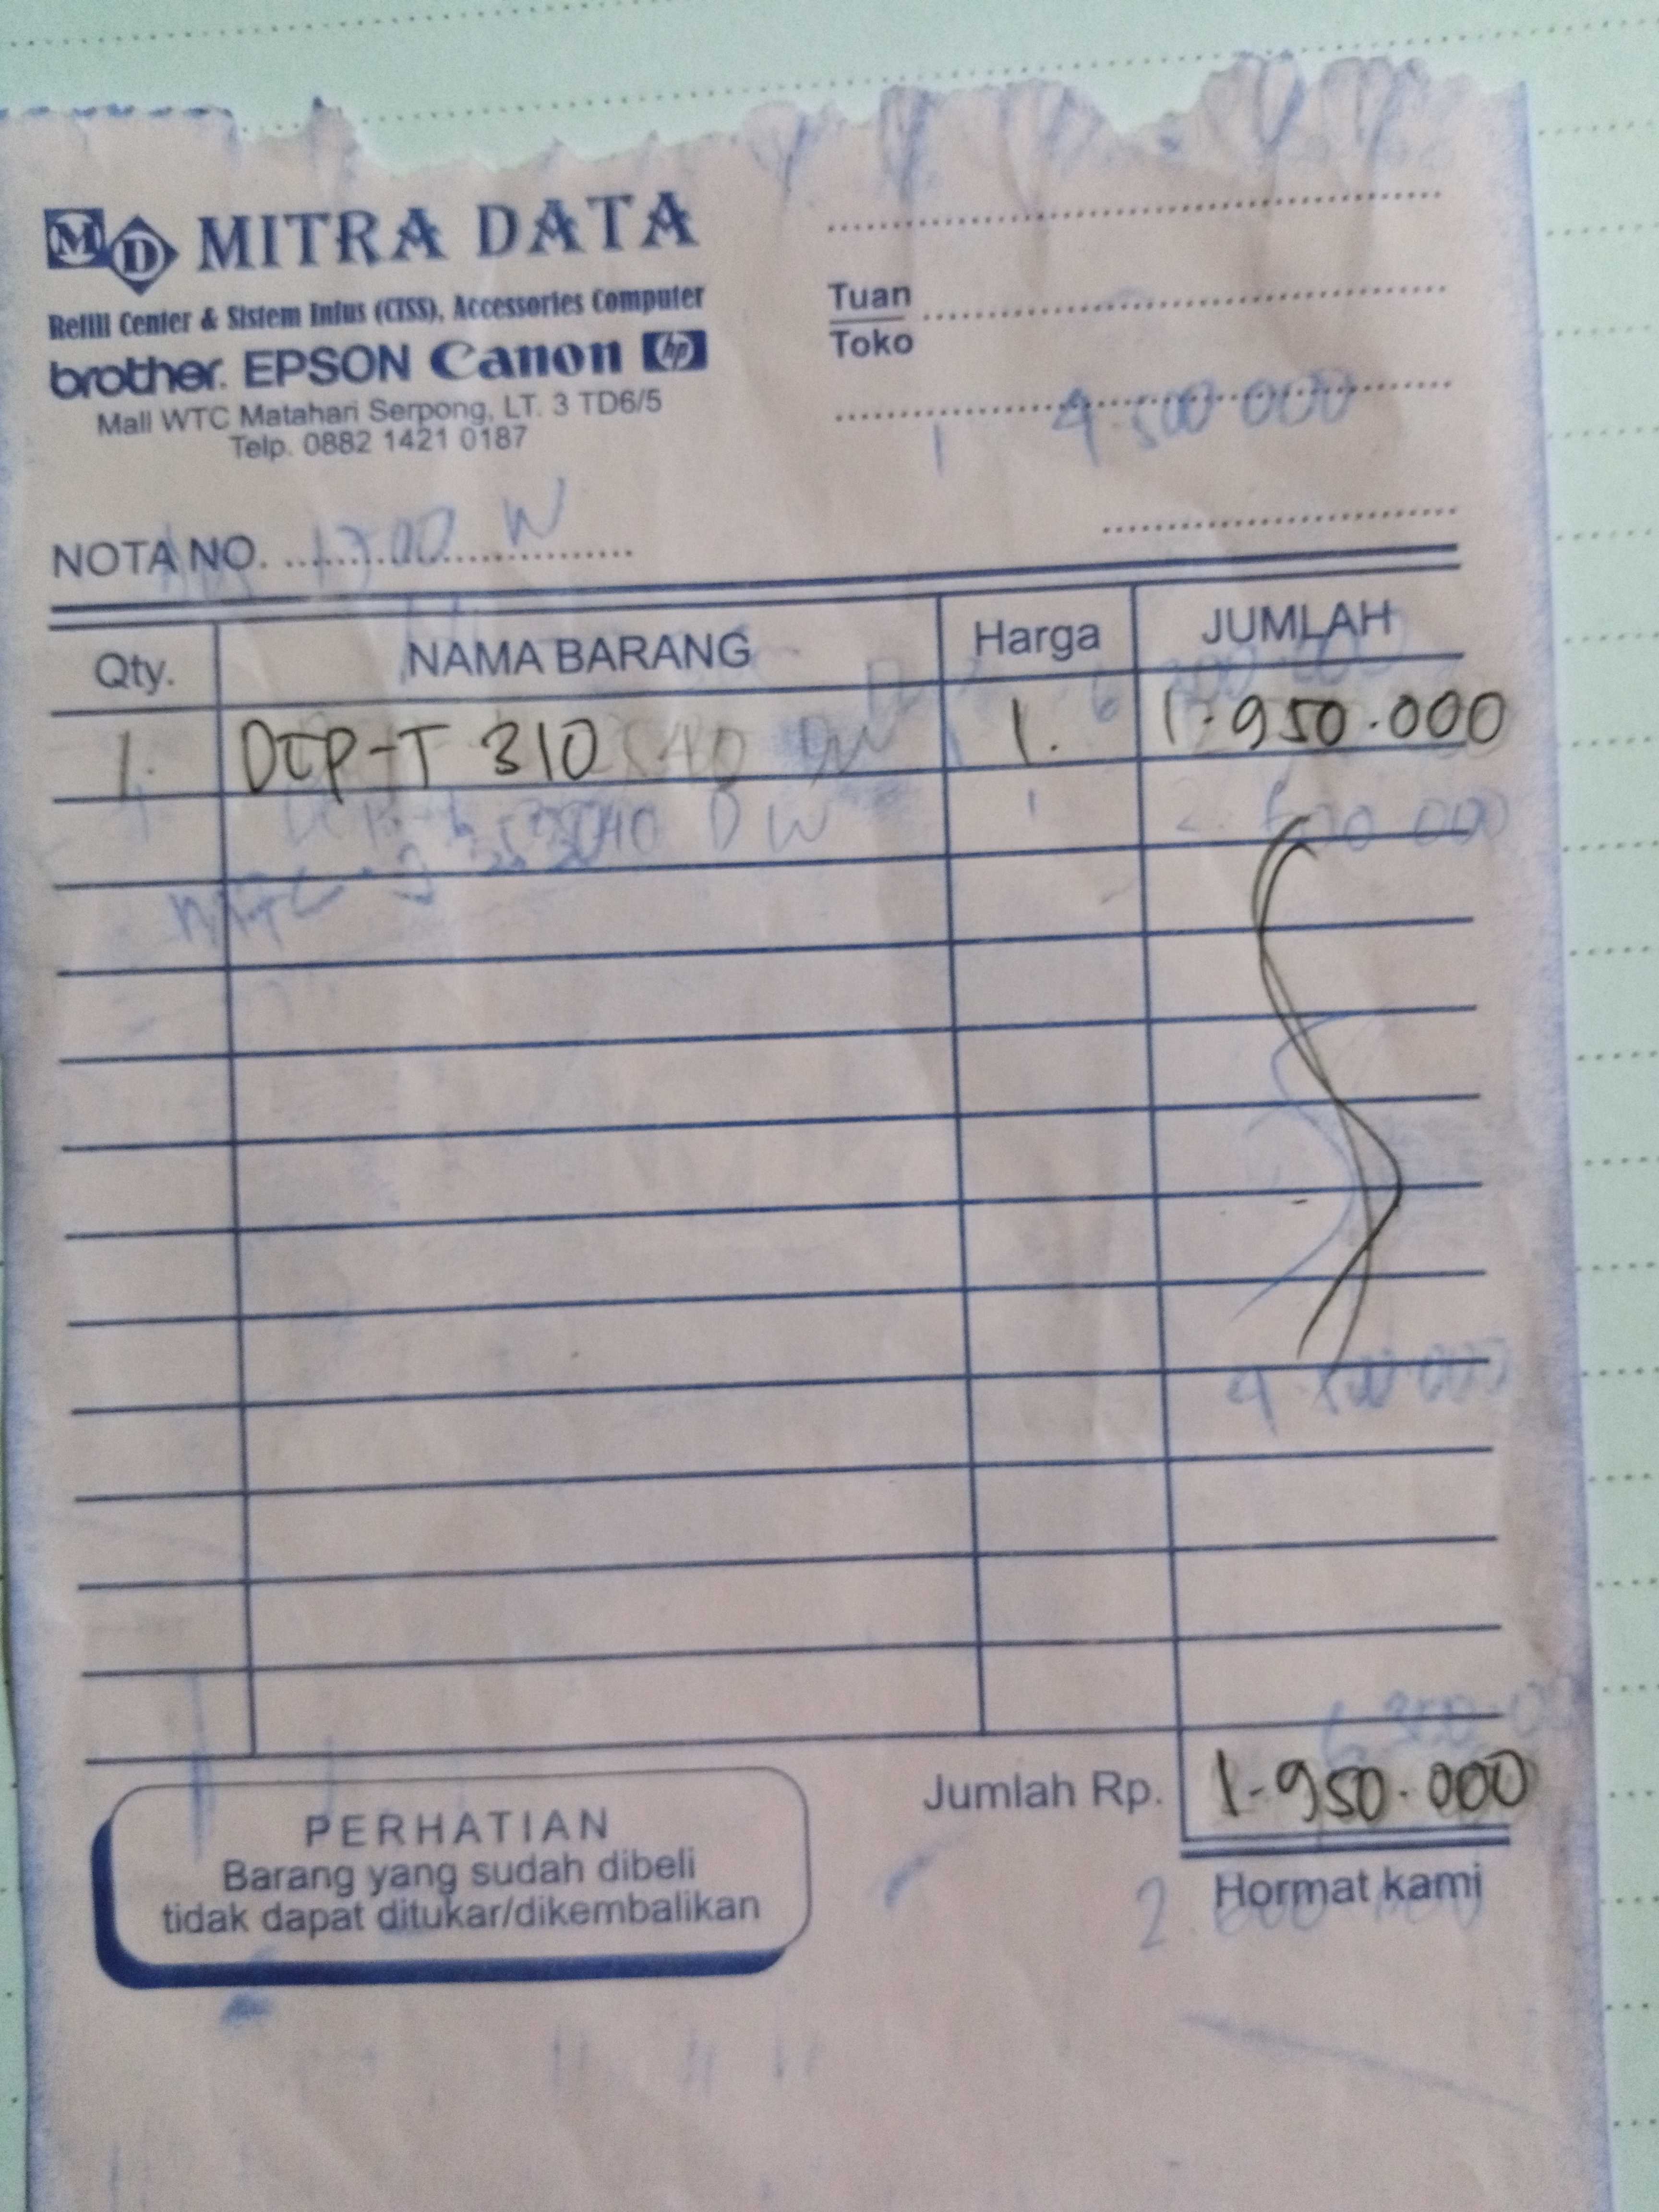 MD MITRA DATA
Refill Center & Sistem Infus (CISS), Accessories Computer
brother. EPSON Canon hp
Mall WTC Matahari Serpong, LT. 3 TD6/5
Telp. 0882 1421 0187
Tuan
Toko
4.500 000
NOTA NO.
Qty. NAMA BARANG Harga JUMLAH
1. DCP-T 310 1. 1.950.000
Jumlah Rp. 1.950.000
PERHATIAN
Barang yang sudah dibeli
tidak dapat ditukar/dikembalikan
Hormat kami